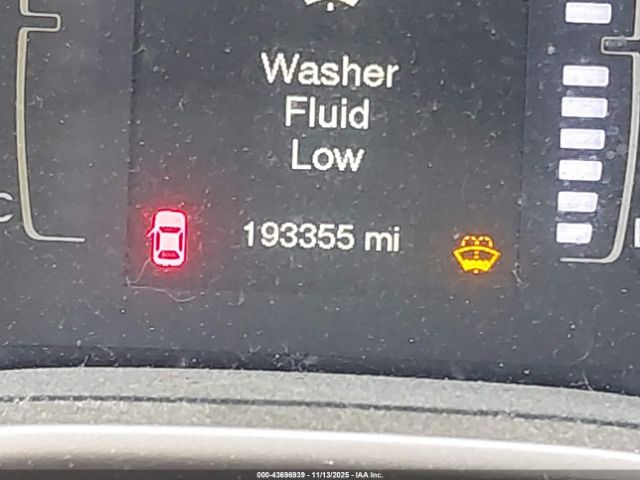 Washer
Fluid
Low
C
193355 mi
000-43696939 - 11/13/2025 - IAA Inc.